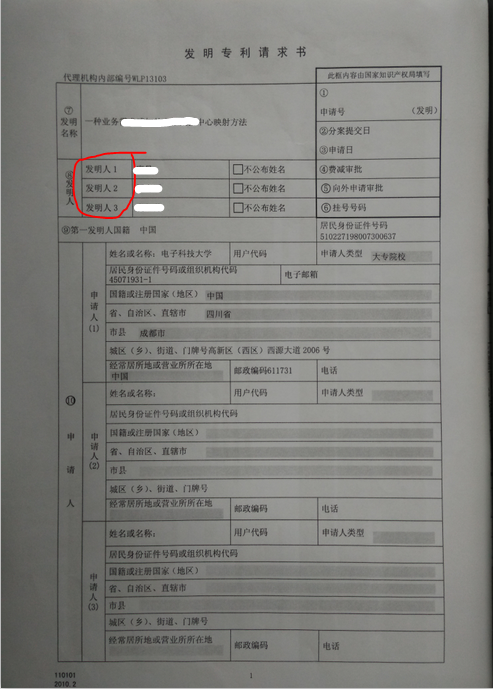 发明专利请求书
代理机构内部编号WLP13103
此框内容由国家知识产权局填写
⑦
发明
名称
一种业务
中心映射方法
①
申请号 (发明)
②分案提交日
③申请日
⑧
发明人
发明人1 不公布姓名
④费减审批
发明人2 不公布姓名
⑤向外申请审批
发明人3 不公布姓名
⑥挂号号码
⑨第一发明人国籍 中国
居民身份证件号码
510227198007300637
⑩
申
请
人
申请人(1)
姓名或名称：电子科技大学 用户代码 申请人类型 大专院校
居民身份证件号码或组织机构代码
45071931-1
电子邮箱
国籍或注册国家（地区） 中国
省、自治区、直辖市 四川省
市县 成都市
城区（乡）、街道、门牌号高新区（西区）西源大道2006号
经常居所地或营业所所在地
中国
邮政编码611731 电话
申请人(2)
姓名或名称： 用户代码 申请人类型
居民身份证件号码或组织机构代码
国籍或注册国家（地区）
省、自治区、直辖市
市县
城区（乡）、街道、门牌号
经常居所地或营业所所在地 邮政编码 电话
申请人(3)
姓名或名称： 用户代码 申请人类型
居民身份证件号码或组织机构代码
国籍或注册国家（地区）
省、自治区、直辖市
市县
城区（乡）、街道、门牌号
经常居所地或营业所所在地 邮政编码 电话
110101
2010.2
1